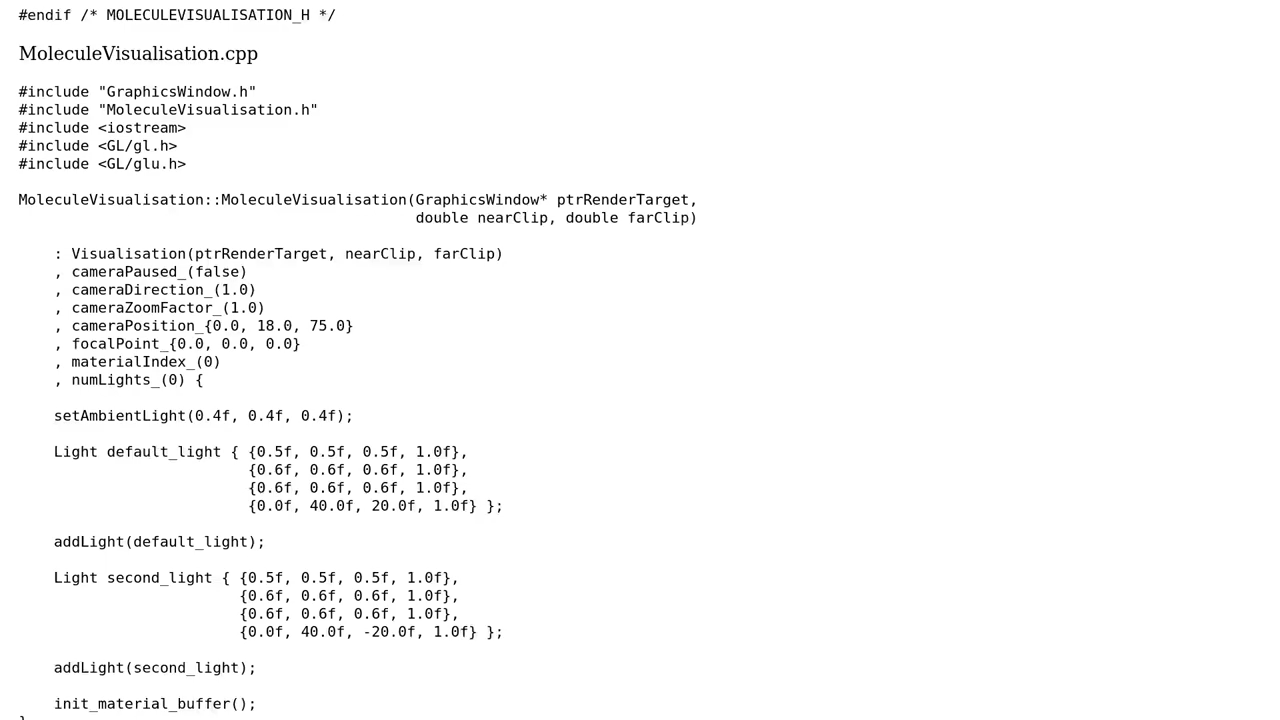 #endif /* MOLECULEVISUALISATION_H */
MoleculeVisualisation.cpp
#include "GraphicsWindow.h"
#include "MoleculeVisualisation.h"
#include <iostream>
#include <GL/gl.h>
#include <GL/glu.h>
MoleculeVisualisation::MoleculeVisualisation(GraphicsWindow* ptrRenderTarget,
                                             double nearClip, double farClip)
    : Visualisation(ptrRenderTarget, nearClip, farClip)
    , cameraPaused_(false)
    , cameraDirection_(1.0)
    , cameraZoomFactor_(1.0)
    , cameraPosition_{0.0, 18.0, 75.0}
    , focalPoint_{0.0, 0.0, 0.0}
    , materialIndex_(0)
    , numLights_(0) {
    setAmbientLight(0.4f, 0.4f, 0.4f);
    Light default_light { {0.5f, 0.5f, 0.5f, 1.0f},
                          {0.6f, 0.6f, 0.6f, 1.0f},
                          {0.6f, 0.6f, 0.6f, 1.0f},
                          {0.0f, 40.0f, 20.0f, 1.0f} };
    addLight(default_light);
    Light second_light { {0.5f, 0.5f, 0.5f, 1.0f},
                         {0.6f, 0.6f, 0.6f, 1.0f},
                         {0.6f, 0.6f, 0.6f, 1.0f},
                         {0.0f, 40.0f, -20.0f, 1.0f} };
    addLight(second_light);
    init_material_buffer();
}